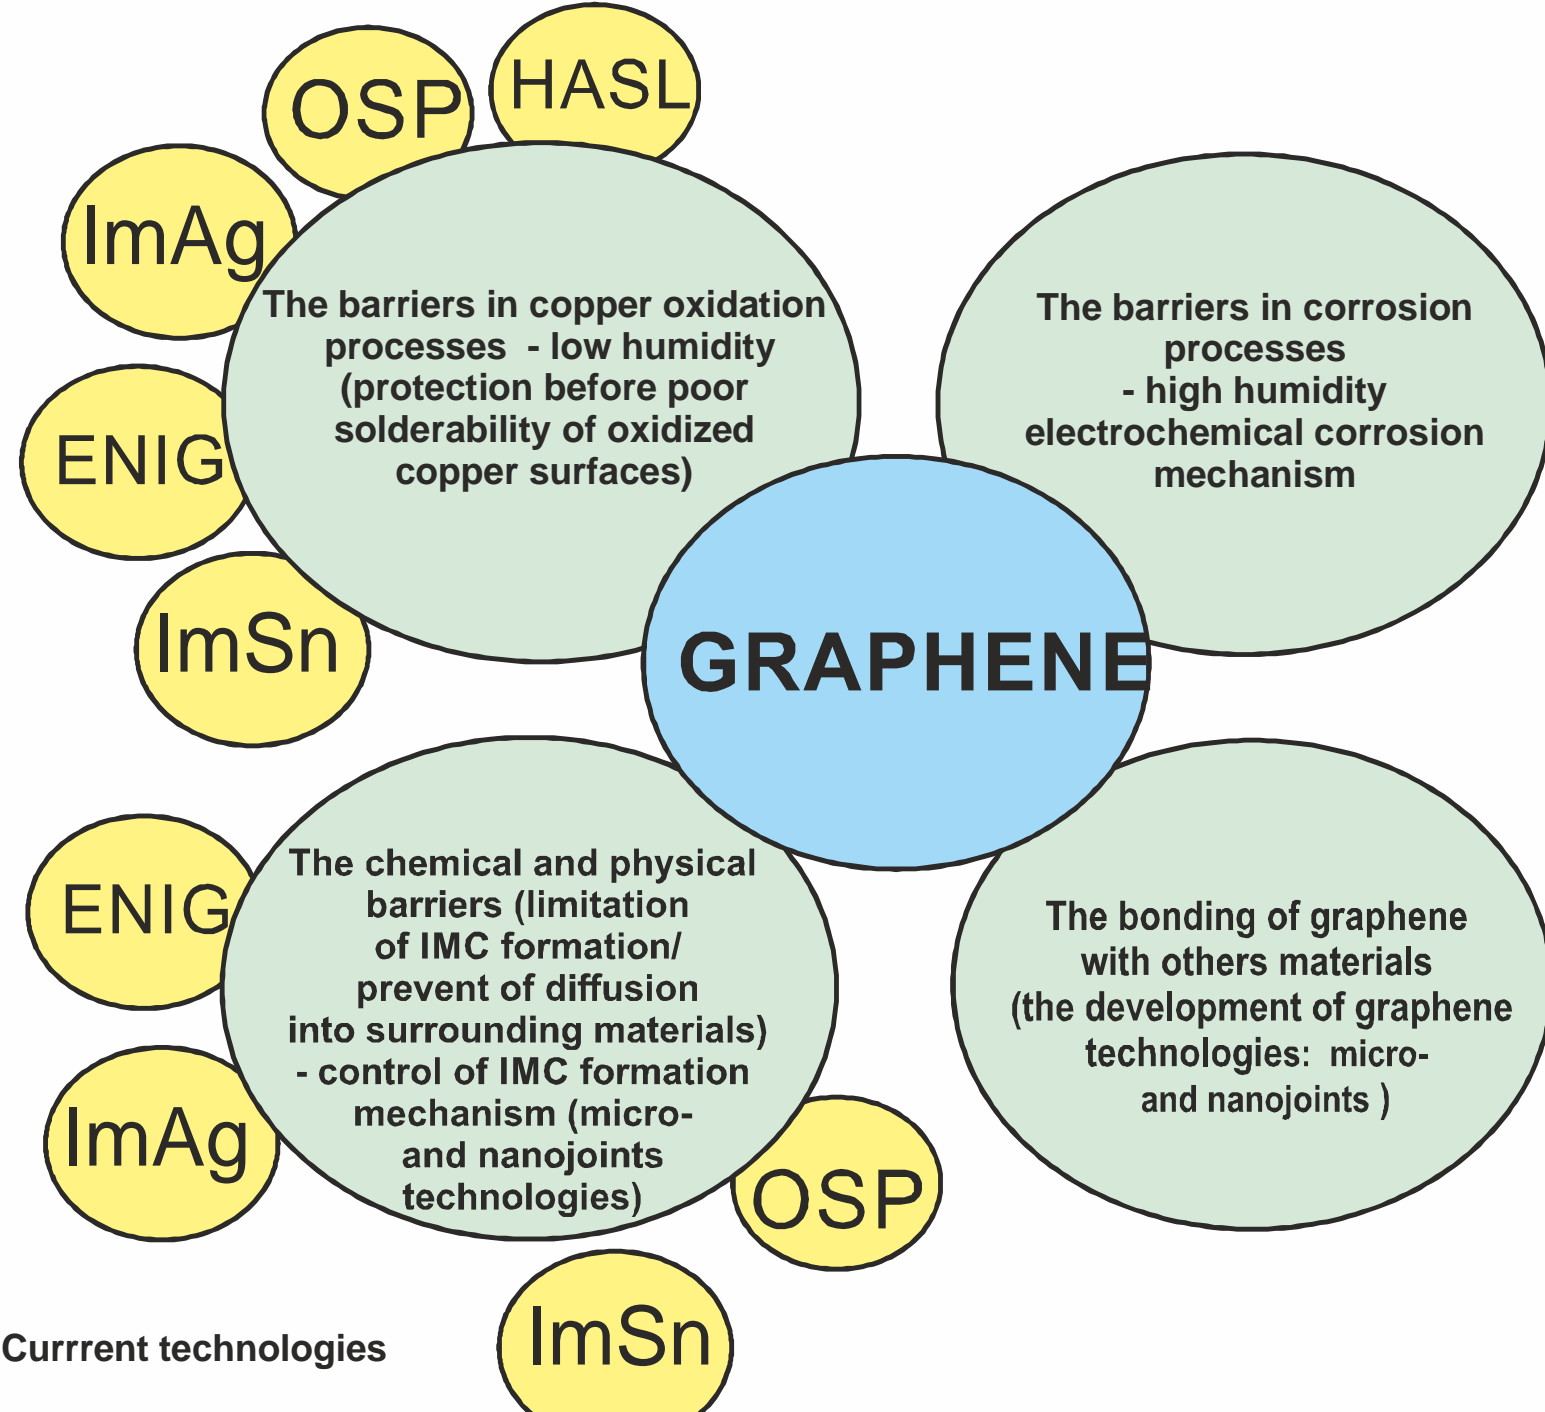 HASL
OSP
ImAg
ENIG
ImSn
The barriers in copper oxidation
processes - low humidity
(protection before poor
solderability of oxidized
copper surfaces)
The barriers in corrosion
processes
- high humidity
electrochemical corrosion
mechanism
GRAPHENE
ENIG
ImAg
The chemical and physical
barriers (limitation
of IMC formation/
prevent of diffusion
into surrounding materials)
- control of IMC formation
mechanism (micro-
and nanojoints
technologies)
OSP
ImSn
The bonding of graphene
with others materials
(the development of graphene
technologies: micro-
and nanojoints )
Currrent technologies